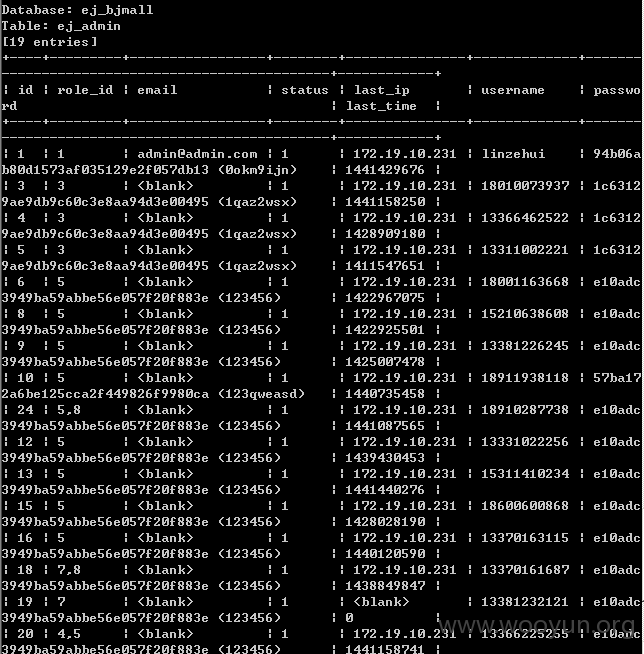 Database: ej_bjmall
Table: ej_admin
[19 entries]
+----+---------+-----------------+--------+---------------+-------------+-------
---------------------------------------+------------+
| id | role_id | email | status | last_ip | username | passwo
rd | last_time |
+----+---------+-----------------+--------+---------------+-------------+-------
---------------------------------------+------------+
| 1 | 1 | admin@admin.com | 1 | 172.19.10.231 | linzehui | 94b06a
b80d1573af035129e2f057db13 (0okm9ijn) | 1441429676 |
| 3 | 3 | <blank> | 1 | 172.19.10.231 | 18010073937 | 1c6312
9ae9db9c60c3e8aa94d3e00495 (1qaz2wsx) | 1441158250 |
| 4 | 3 | <blank> | 1 | 172.19.10.231 | 13366462522 | 1c6312
9ae9db9c60c3e8aa94d3e00495 (1qaz2wsx) | 1428909180 |
| 5 | 3 | <blank> | 1 | 172.19.10.231 | 13311002221 | 1c6312
9ae9db9c60c3e8aa94d3e00495 (1qaz2wsx) | 1411547651 |
| 6 | 5 | <blank> | 1 | 172.19.10.231 | 18001163668 | e10adc
3949ba59abbe56e057f20f883e (123456) | 1422967075 |
| 8 | 5 | <blank> | 1 | 172.19.10.231 | 15210638608 | e10adc
3949ba59abbe56e057f20f883e (123456) | 1422925501 |
| 9 | 5 | <blank> | 1 | 172.19.10.231 | 13381226245 | e10adc
3949ba59abbe56e057f20f883e (123456) | 1425007478 |
| 10 | 5 | <blank> | 1 | 172.19.10.231 | 18911938118 | 57ba17
2a6be125cca2f449826f9980ca (123qweasd) | 1440735458 |
| 24 | 5,8 | <blank> | 1 | 172.19.10.231 | 18910287738 | e10adc
3949ba59abbe56e057f20f883e (123456) | 1441087565 |
| 12 | 5 | <blank> | 1 | 172.19.10.231 | 13331022256 | e10adc
3949ba59abbe56e057f20f883e (123456) | 1439430453 |
| 13 | 5 | <blank> | 1 | 172.19.10.231 | 15311410234 | e10adc
3949ba59abbe56e057f20f883e (123456) | 1441440276 |
| 15 | 5 | <blank> | 1 | 172.19.10.231 | 18600600868 | e10adc
3949ba59abbe56e057f20f883e (123456) | 1428028190 |
| 16 | 5 | <blank> | 1 | 172.19.10.231 | 13370163115 | e10adc
3949ba59abbe56e057f20f883e (123456) | 1440120590 |
| 18 | 7,8 | <blank> | 1 | 172.19.10.231 | 13370161687 | e10adc
3949ba59abbe56e057f20f883e (123456) | 1438849847 |
| 19 | 7 | <blank> | 1 | <blank> | 13381232121 | e10adc
3949ba59abbe56e057f20f883e (123456) | 0 |
| 20 | 4,5 | <blank> | 1 | 172.19.10.231 | 13366225255 | e10adc
3949ba59abbe56e057f20f883e (123456) | 1441158741 |
www.wooyun.org